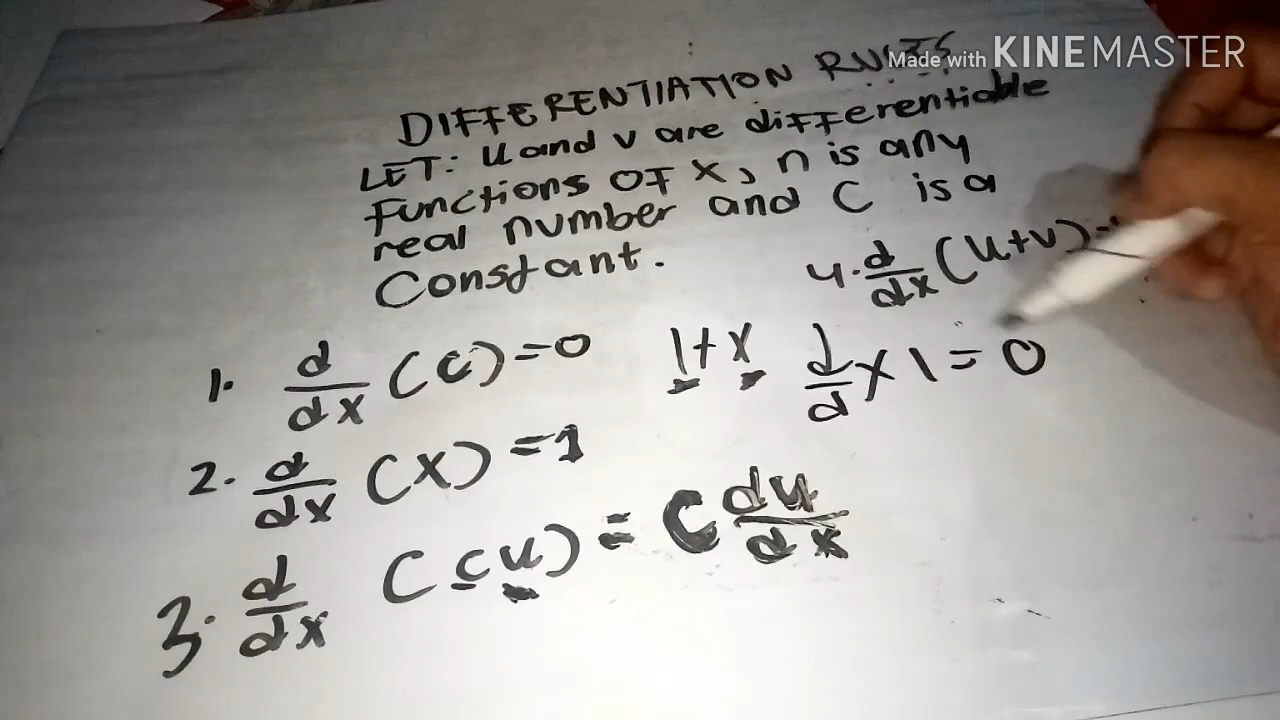 Made with KINEMASTER
DIFFERENTIATION RULES
LET: u and v are differentiable
functions of x, n is any
real number and C is a
Constant.
4. d/dx (u+v)=
1. d/dx (c)=0
1+x d/d x 1=0
2. d/dx (x)=1
3. d/dx (cu) = C du/dx